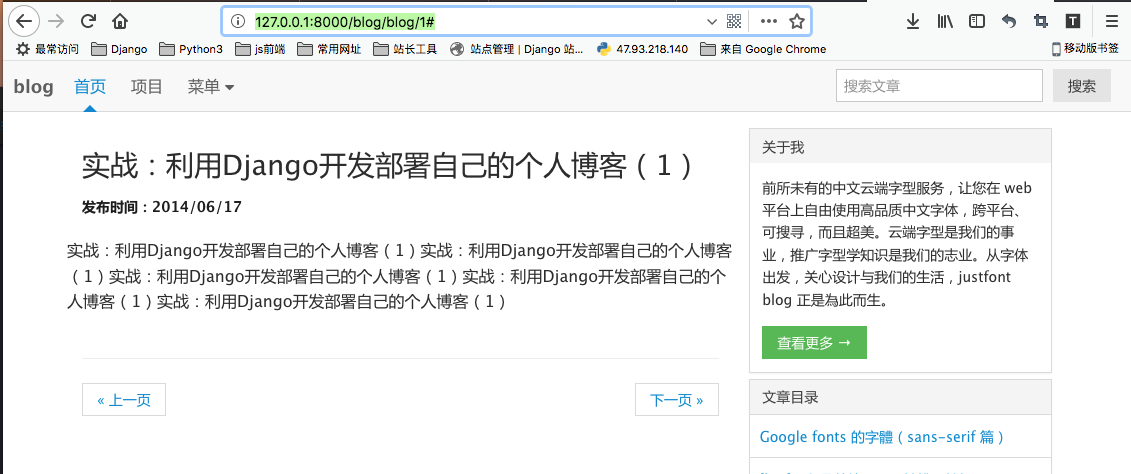 127.0.0.1:8000/blog/blog/1#
最常访问 Django Python3 js前端 常用网址 站长工具 站点管理 | Django 站... 47.93.218.140 来自 Google Chrome 移动版书签
blog 首页 项目 菜单 搜索文章 搜索
实战：利用Django开发部署自己的个人博客（1）
发布时间：2014/06/17
实战：利用Django开发部署自己的个人博客（1）实战：利用Django开发部署自己的个人博客
（1）实战：利用Django开发部署自己的个人博客（1）实战：利用Django开发部署自己的个
人博客（1）实战：利用Django开发部署自己的个人博客（1）
« 上一页 下一页 »
关于我
前所未有的中文云端字型服务，让您在 web
平台上自由使用高品质中文字体，跨平台、
可搜寻，而且超美。云端字型是我们的事
业，推广字型学知识是我们的志业。从字体
出发，关心设计与我们的生活，justfont
blog 正是為此而生。
查看更多 →
文章目录
Google fonts 的字體（sans-serif 篇）